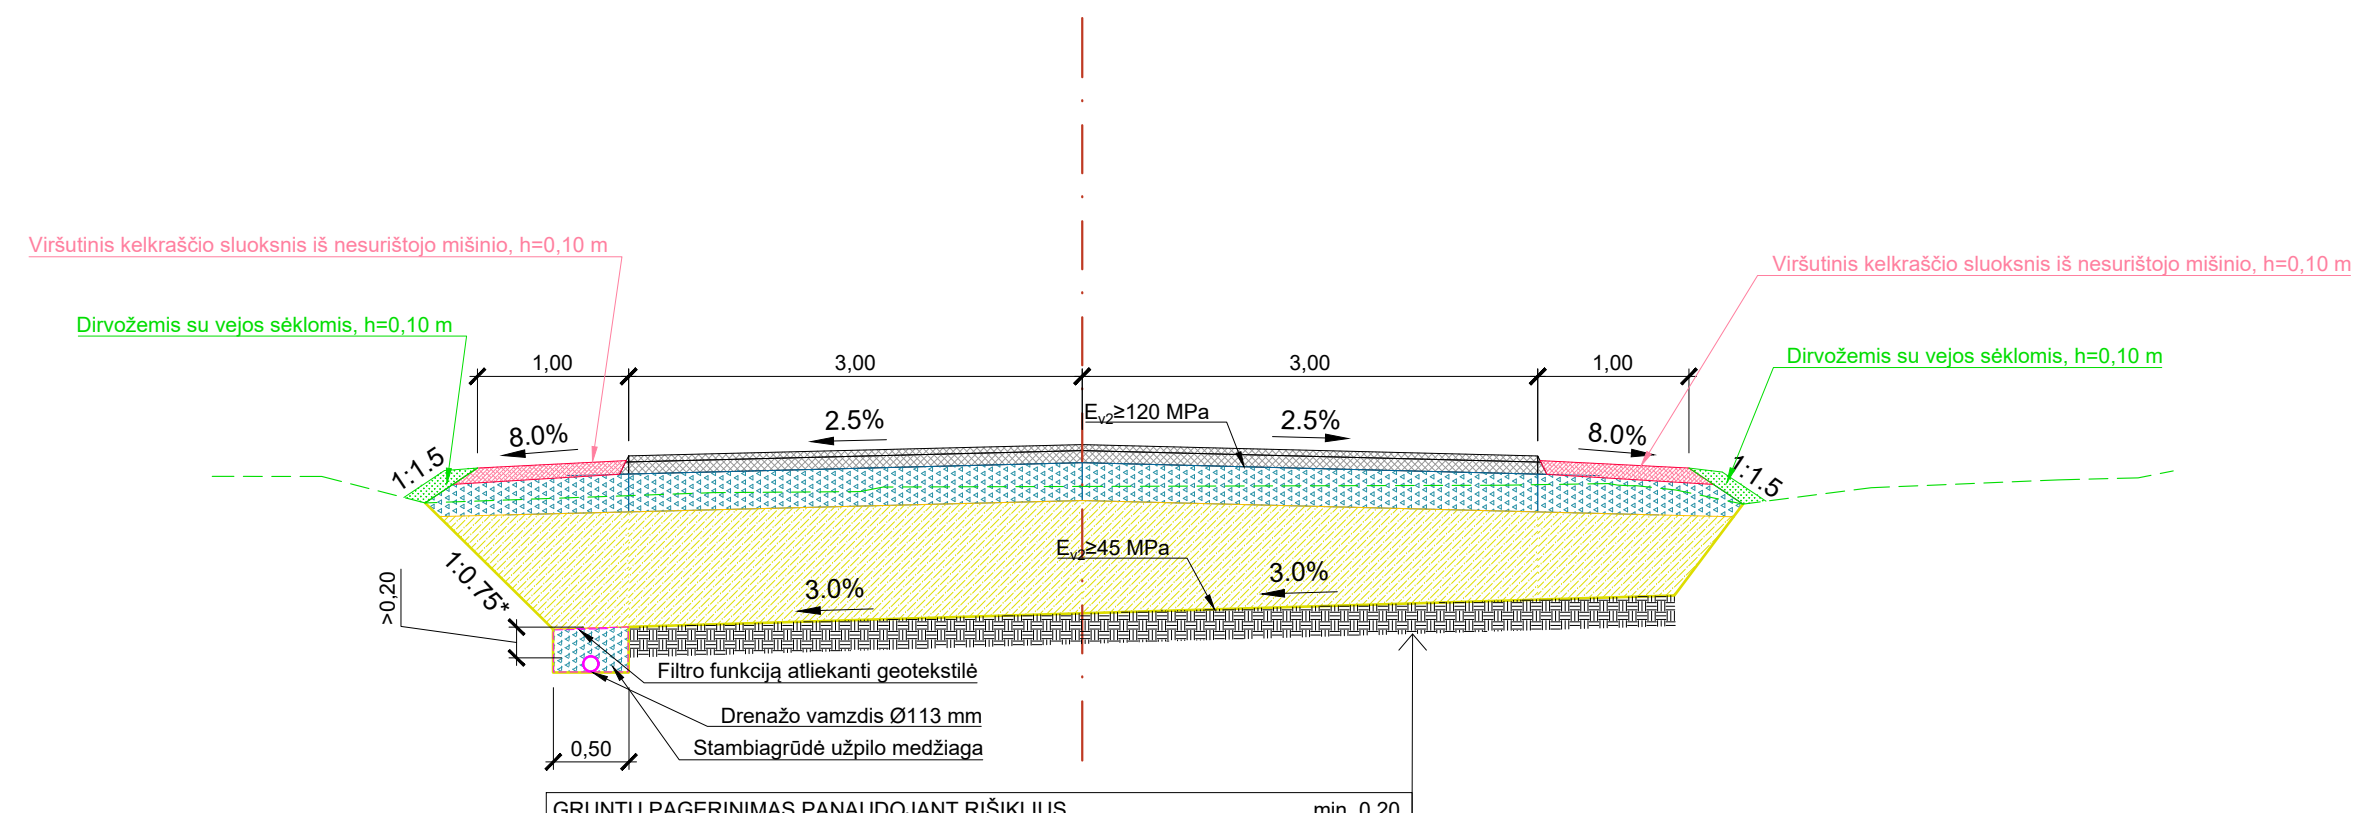 Viršutinis kelkraščio sluoksnis iš nesurištojo mišinio, h=0,10 m
Viršutinis kelkraščio sluoksnis iš nesurištojo mišinio, h=0,10 m
Dirvožemis su vejos sėklomis, h=0,10 m
Dirvožemis su vejos sėklomis, h=0,10 m
1,00
3,00
3,00
1,00
8.0%
2.5%
Ev2≥120 MPa
2.5%
8.0%
1:1.5
1:1.5
1:0.75*
Ev2≥45 MPa
3.0%
3.0%
>0,20
Filtro funkciją atliekanti geotekstilė
Drenažo vamzdis Ø113 mm
Stambiagrūdė užpilo medžiaga
0,50
GRUNTŲ PAGERINIMAS PANAUDOJANT RIŠIKLIUS min. 0,20